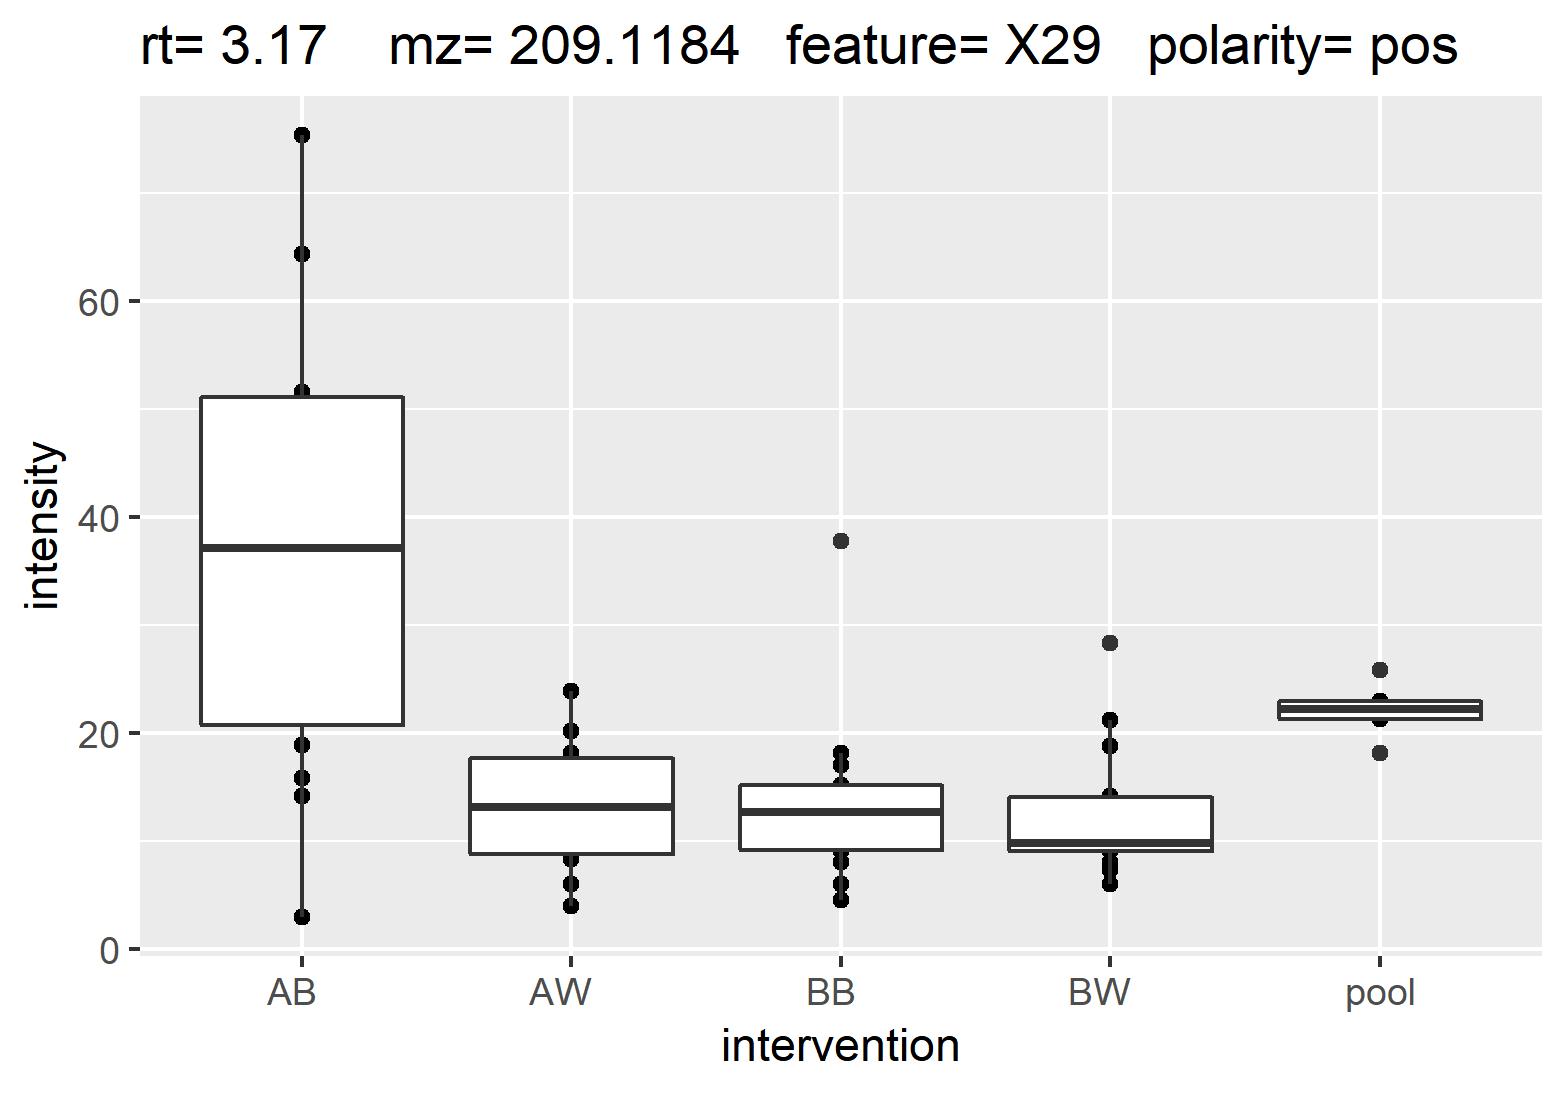 rt= 3.17 mz= 209.1184 feature= X29 polarity= pos
intensity
60
40
20
0
AB AW BB BW pool
intervention